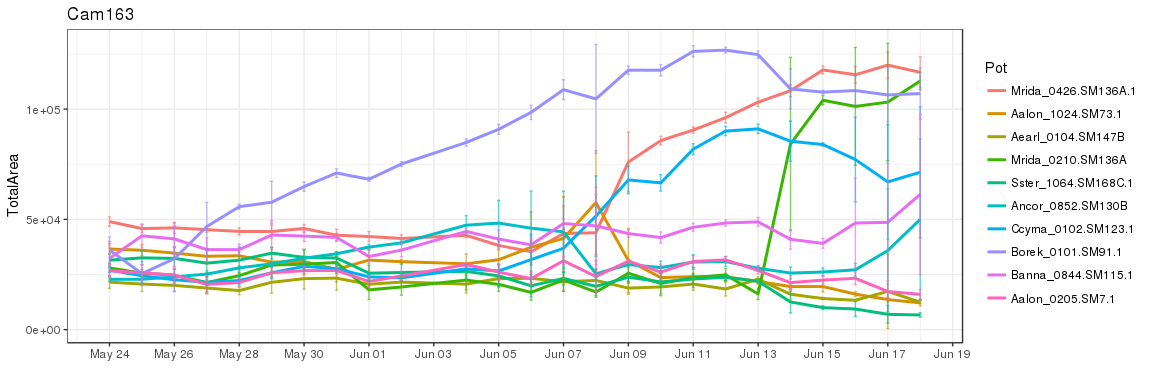 Cam163
TotalArea
1e+05
5e+04
0e+00
May 24 May 26 May 28 May 30 Jun 01 Jun 03 Jun 05 Jun 07 Jun 09 Jun 11 Jun 13 Jun 15 Jun 17 Jun 19
Pot
Mrida_0426.SM136A.1
Aalon_1024.SM73.1
Aearl_0104.SM147B
Mrida_0210.SM136A
Sster_1064.SM168C.1
Ancor_0852.SM130B
Ccyma_0102.SM123.1
Borek_0101.SM91.1
Banna_0844.SM115.1
Aalon_0205.SM7.1